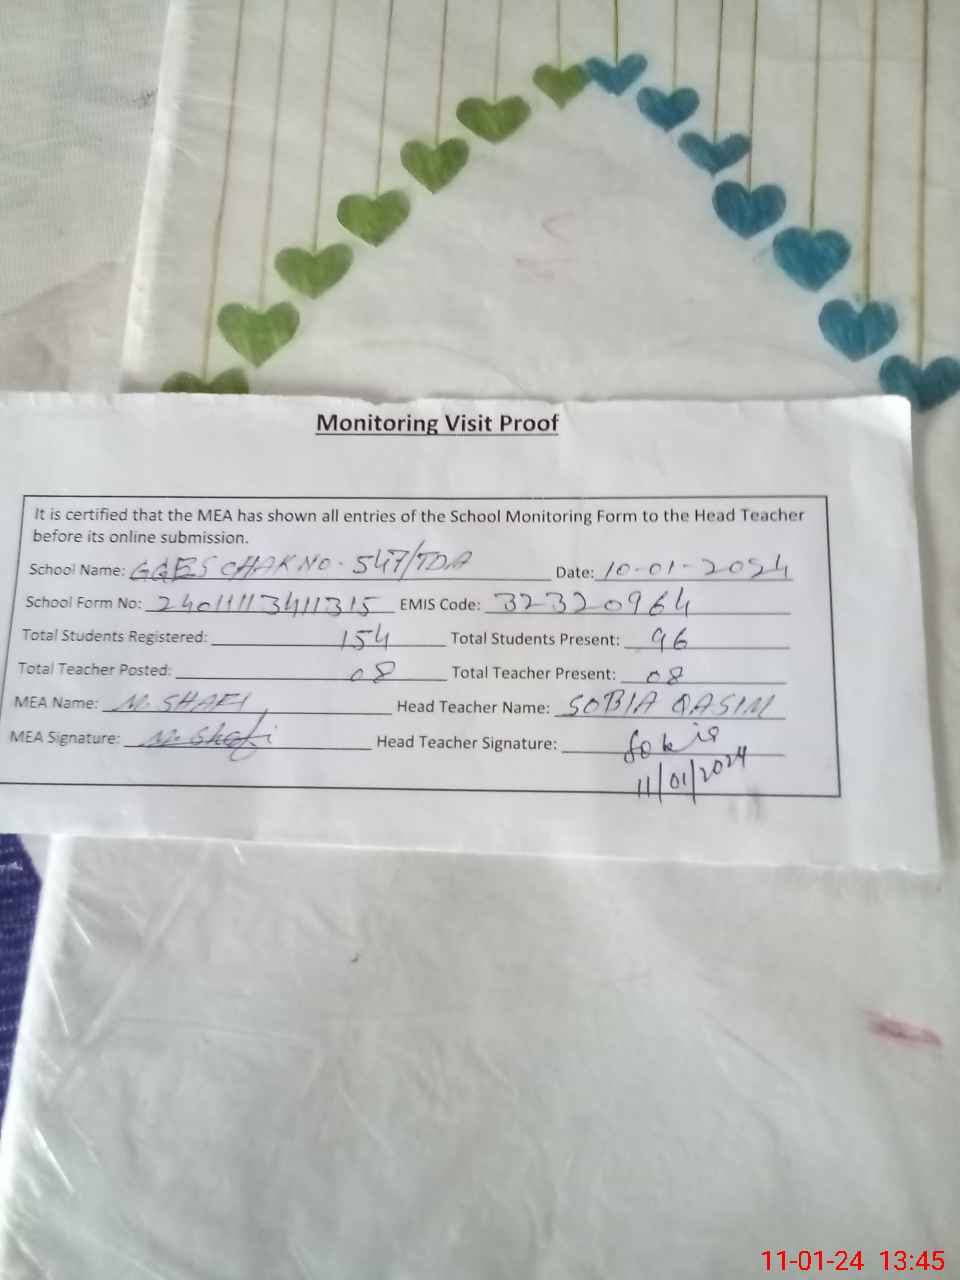 Monitoring Visit Proof
It is certified that the MEA has shown all entries of the School Monitoring Form to the Head Teacher
before its online submission.
School Name: GGES CHAK NO. 547/TDA Date: 10-01-2024
School Form No: 24011113411315 EMIS Code: 32320964
Total Students Registered: 154 Total Students Present: 96
Total Teacher Posted: 08 Total Teacher Present: 08
MEA Name: M. SHAFI Head Teacher Name: SOBIA QASIM
MEA Signature: M. Shafi Head Teacher Signature: Sobia
11/01/2024
11-01-24 13:45